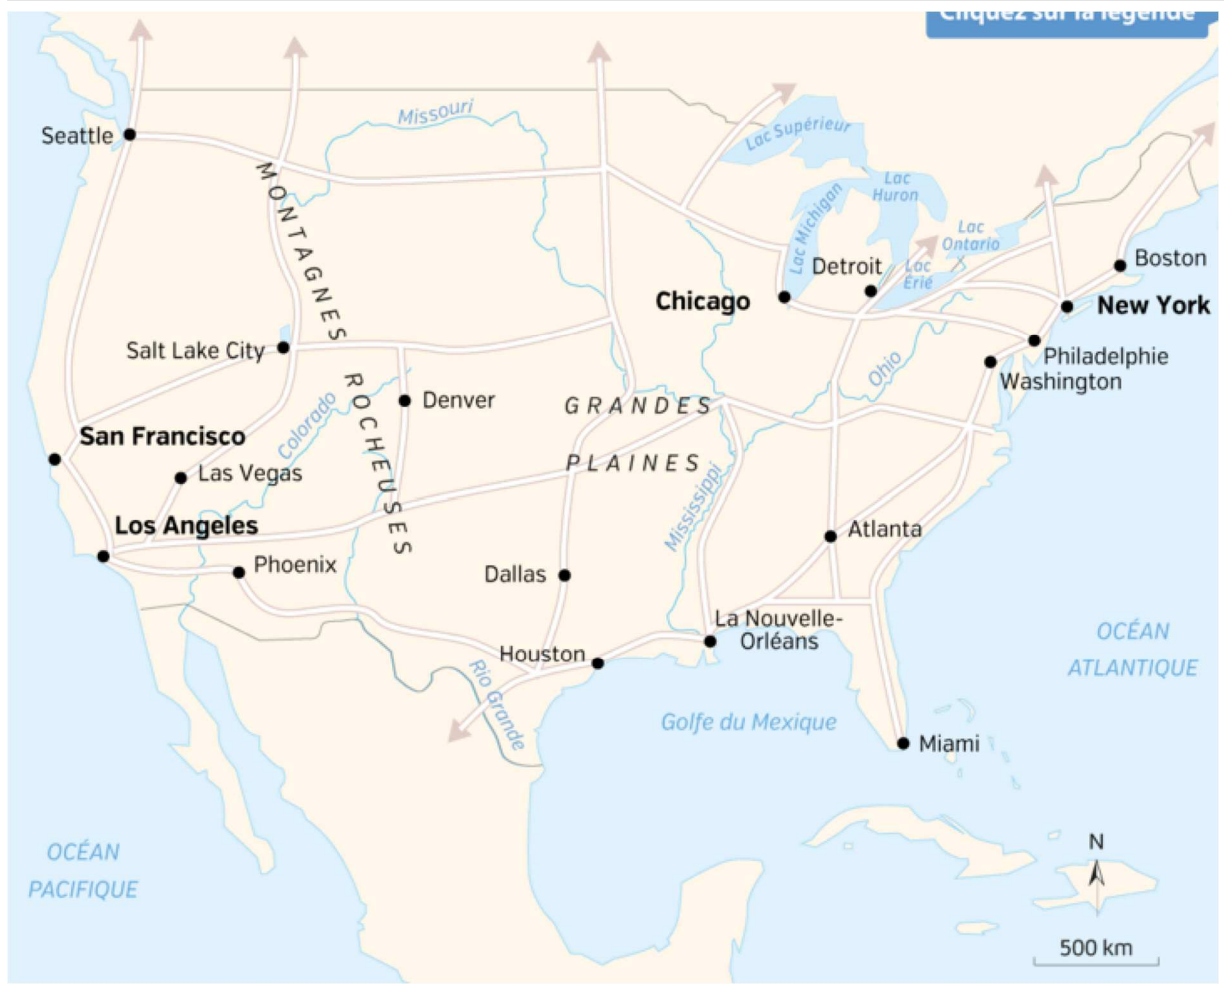 Cliquez sur la légende
Missouri
Seattle
Lac Supérieur
MONTAGNES ROCHEUSES
Lac
Huron
Lac Michigan
Lac
Ontario
Detroit
Lac
Érié
Boston
Chicago
New York
Salt Lake City
Philadelphie
Washington
Ohio
Denver
Colorado
GRANDES
PLAINES
San Francisco
Las Vegas
Mississippi
Los Angeles
Phoenix
Atlanta
Dallas
La Nouvelle-
Orléans
Houston
Rio Grande
OCÉAN
ATLANTIQUE
Golfe du Mexique
Miami
OCÉAN
PACIFIQUE
N
500 km